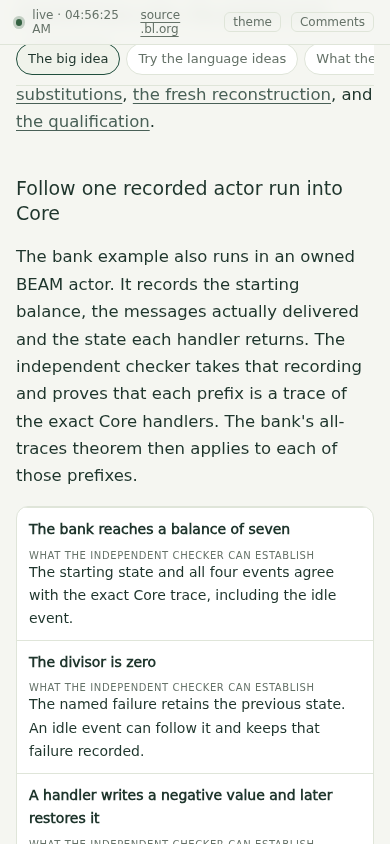 live · 04:56:25 AM
source .bl.org
theme
Comments
The big idea
Try the language ideas
What the
substitutions, the fresh reconstruction, and
the qualification.
Follow one recorded actor run into
Core
The bank example also runs in an owned
BEAM actor. It records the starting
balance, the messages actually delivered
and the state each handler returns. The
independent checker takes that recording
and proves that each prefix is a trace of
the exact Core handlers. The bank's all-
traces theorem then applies to each of
those prefixes.
The bank reaches a balance of seven
WHAT THE INDEPENDENT CHECKER CAN ESTABLISH
The starting state and all four events agree
with the exact Core trace, including the idle
event.
The divisor is zero
WHAT THE INDEPENDENT CHECKER CAN ESTABLISH
The named failure retains the previous state.
An idle event can follow it and keeps that
failure recorded.
A handler writes a negative value and later
restores it
WHAT THE INDEPENDENT CHECKER CAN ESTABLISH